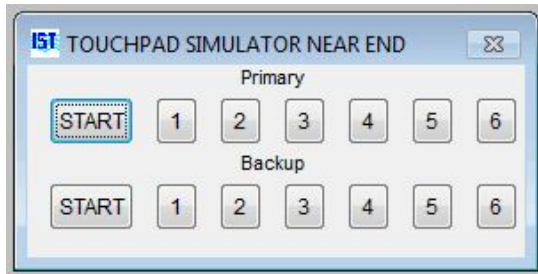 IST TOUCHPAD SIMULATOR NEAR END
Primary
START 1 2 3 4 5 6
Backup
START 1 2 3 4 5 6